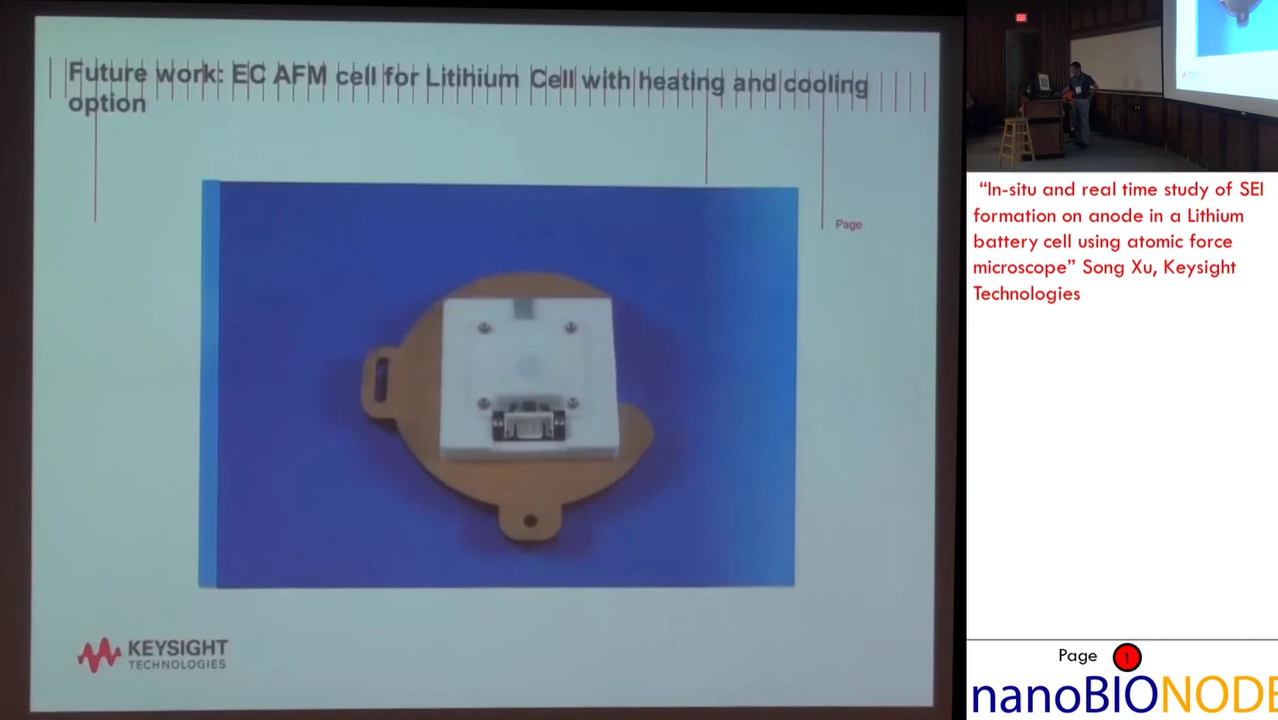 Future work: EC AFM cell for Litihium Cell with heating and cooling
option
Page
KEYSIGHT
TECHNOLOGIES
“In-situ and real time study of SEI
formation on anode in a Lithium
battery cell using atomic force
microscope” Song Xu, Keysight
Technologies
Page 1
nanoBIONODE